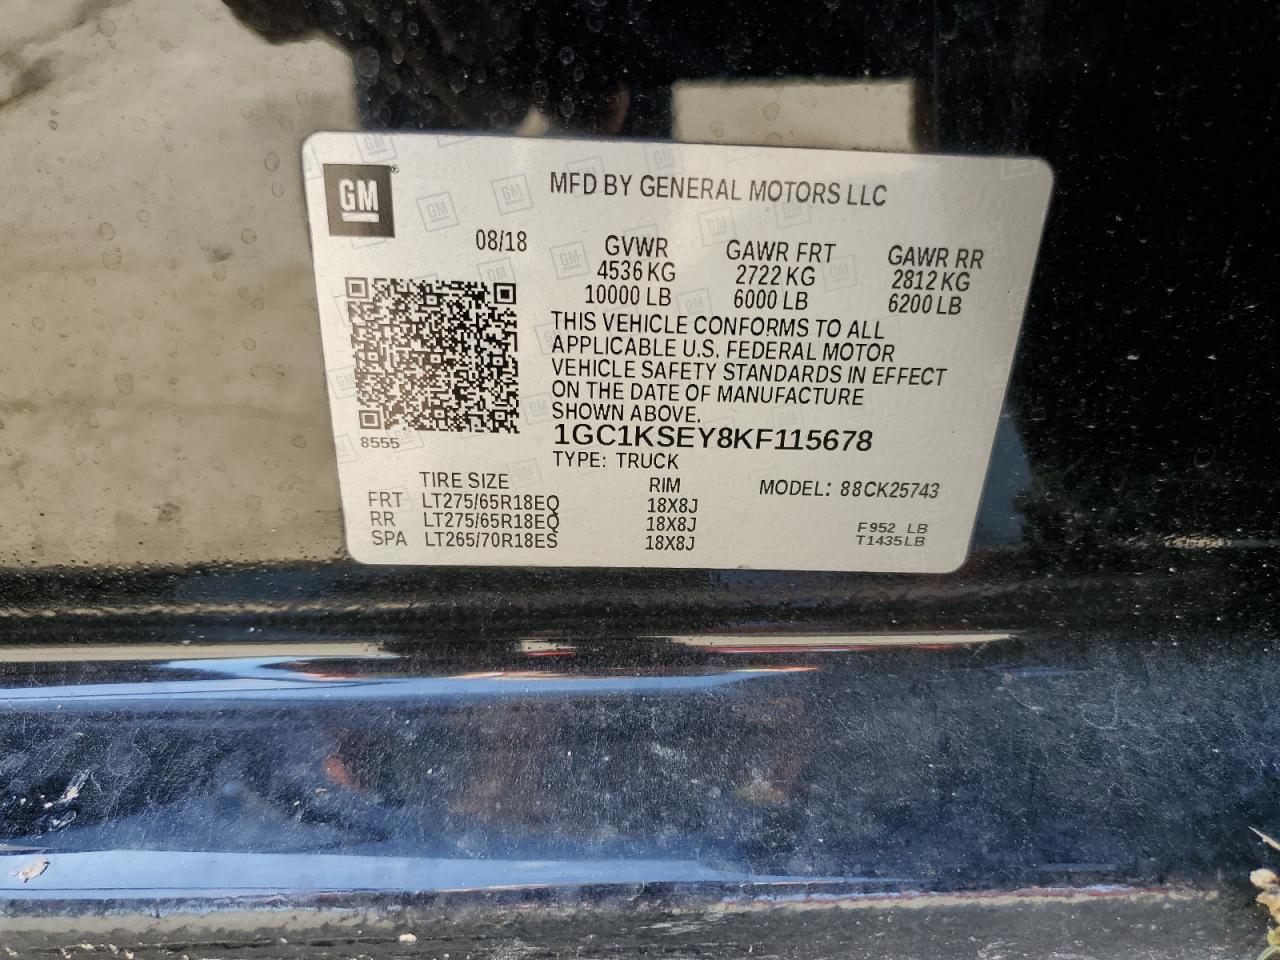 GM
MFD BY GENERAL MOTORS LLC
08/18 GVWR GAWR FRT GAWR RR
4536 KG 2722 KG 2812 KG
10000 LB 6000 LB 6200 LB
THIS VEHICLE CONFORMS TO ALL
APPLICABLE U.S. FEDERAL MOTOR
VEHICLE SAFETY STANDARDS IN EFFECT
ON THE DATE OF MANUFACTURE
SHOWN ABOVE.
8555
1GC1KSEY8KF115678
TYPE: TRUCK
TIRE SIZE RIM MODEL: 88CK25743
FRT LT275/65R18EQ 18X8J
RR LT275/65R18EQ 18X8J
SPA LT265/70R18ES 18X8J
F952 LB
T1435LB